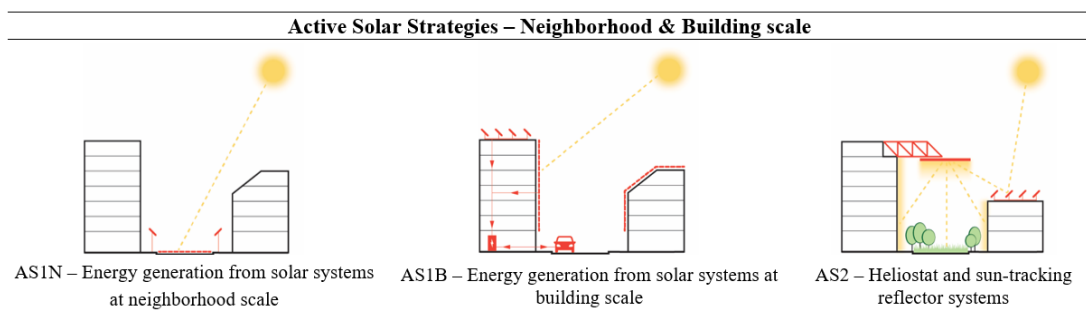 Active Solar Strategies – Neighborhood & Building scale
AS1N – Energy generation from solar systems
at neighborhood scale
AS1B – Energy generation from solar systems at
building scale
AS2 – Heliostat and sun-tracking
reflector systems